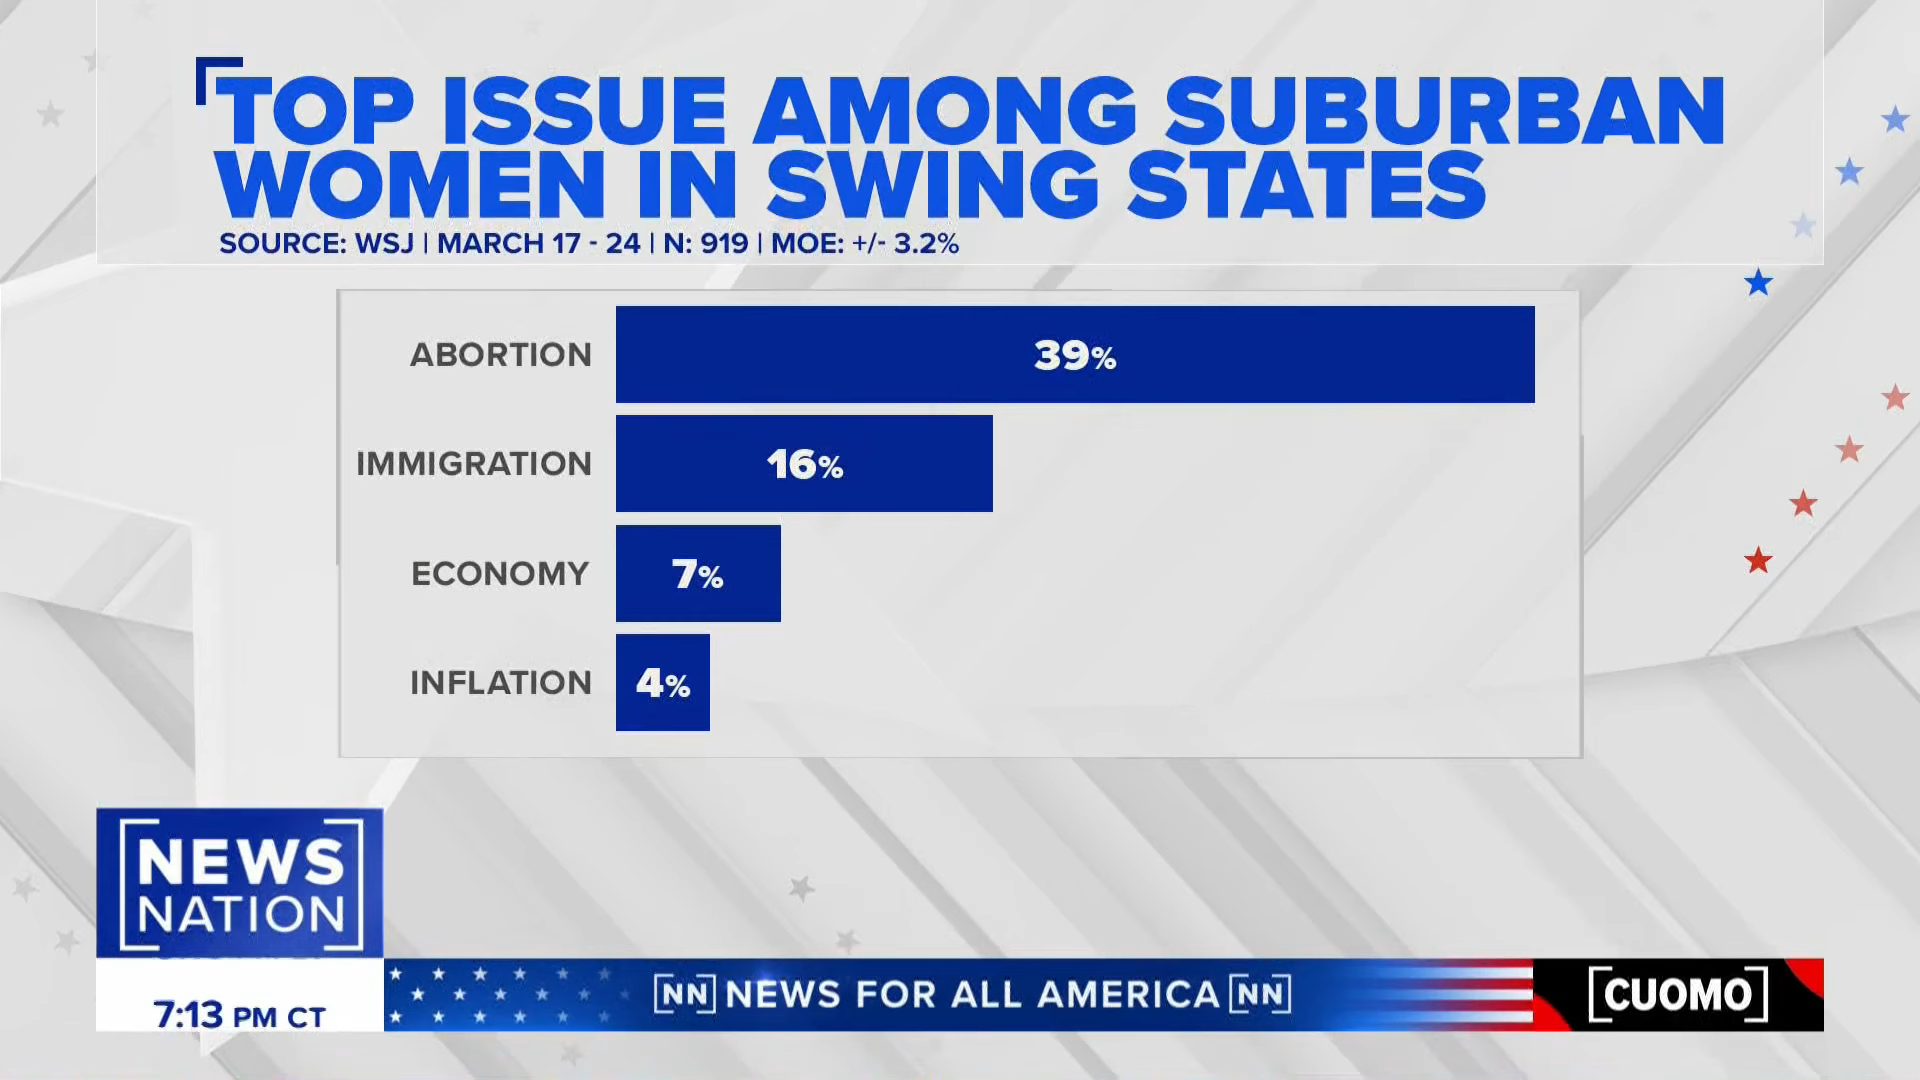 TOP ISSUE AMONG SUBURBAN
WOMEN IN SWING STATES
SOURCE: WSJ | MARCH 17 - 24 | N: 919 | MOE: +/- 3.2%
ABORTION 39%
IMMIGRATION 16%
ECONOMY 7%
INFLATION 4%
NEWS
NATION
7:13 PM CT
[NN] NEWS FOR ALL AMERICA [NN]
[CUOMO]